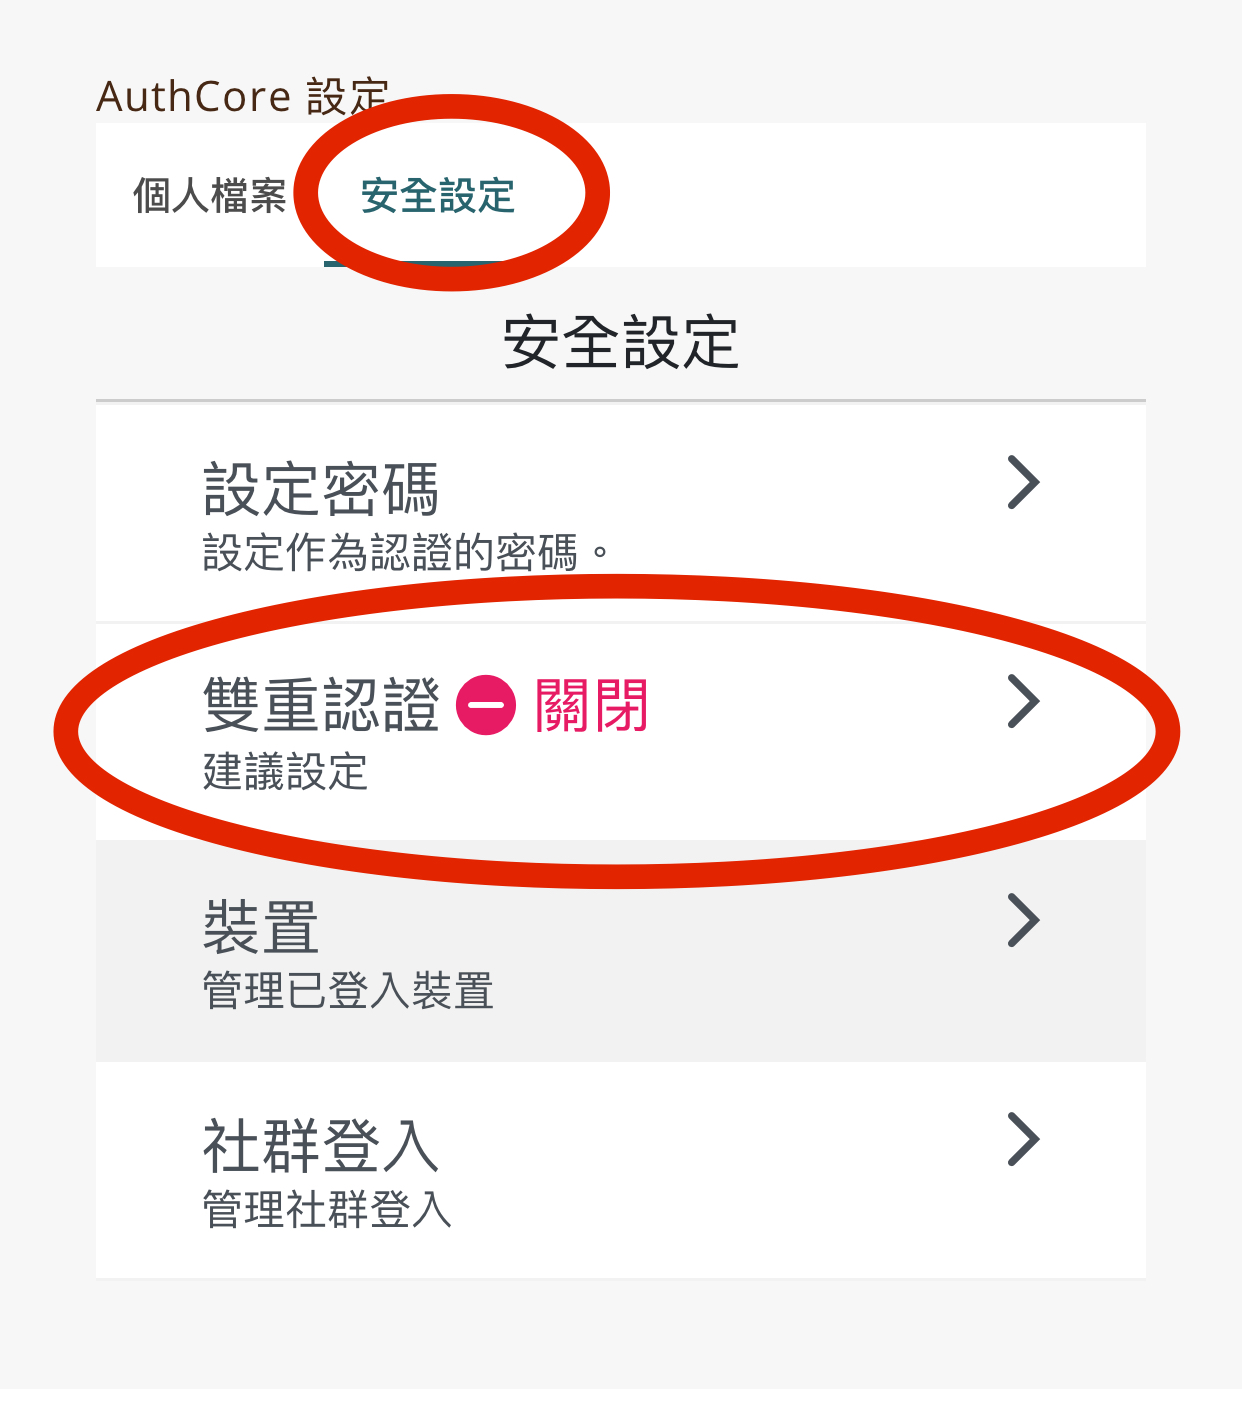 AuthCore 設定
個人檔案 安全設定
安全設定
設定密碼
設定作為認證的密碼。
雙重認證 關閉
建議設定
裝置
管理已登入裝置
社群登入
管理社群登入